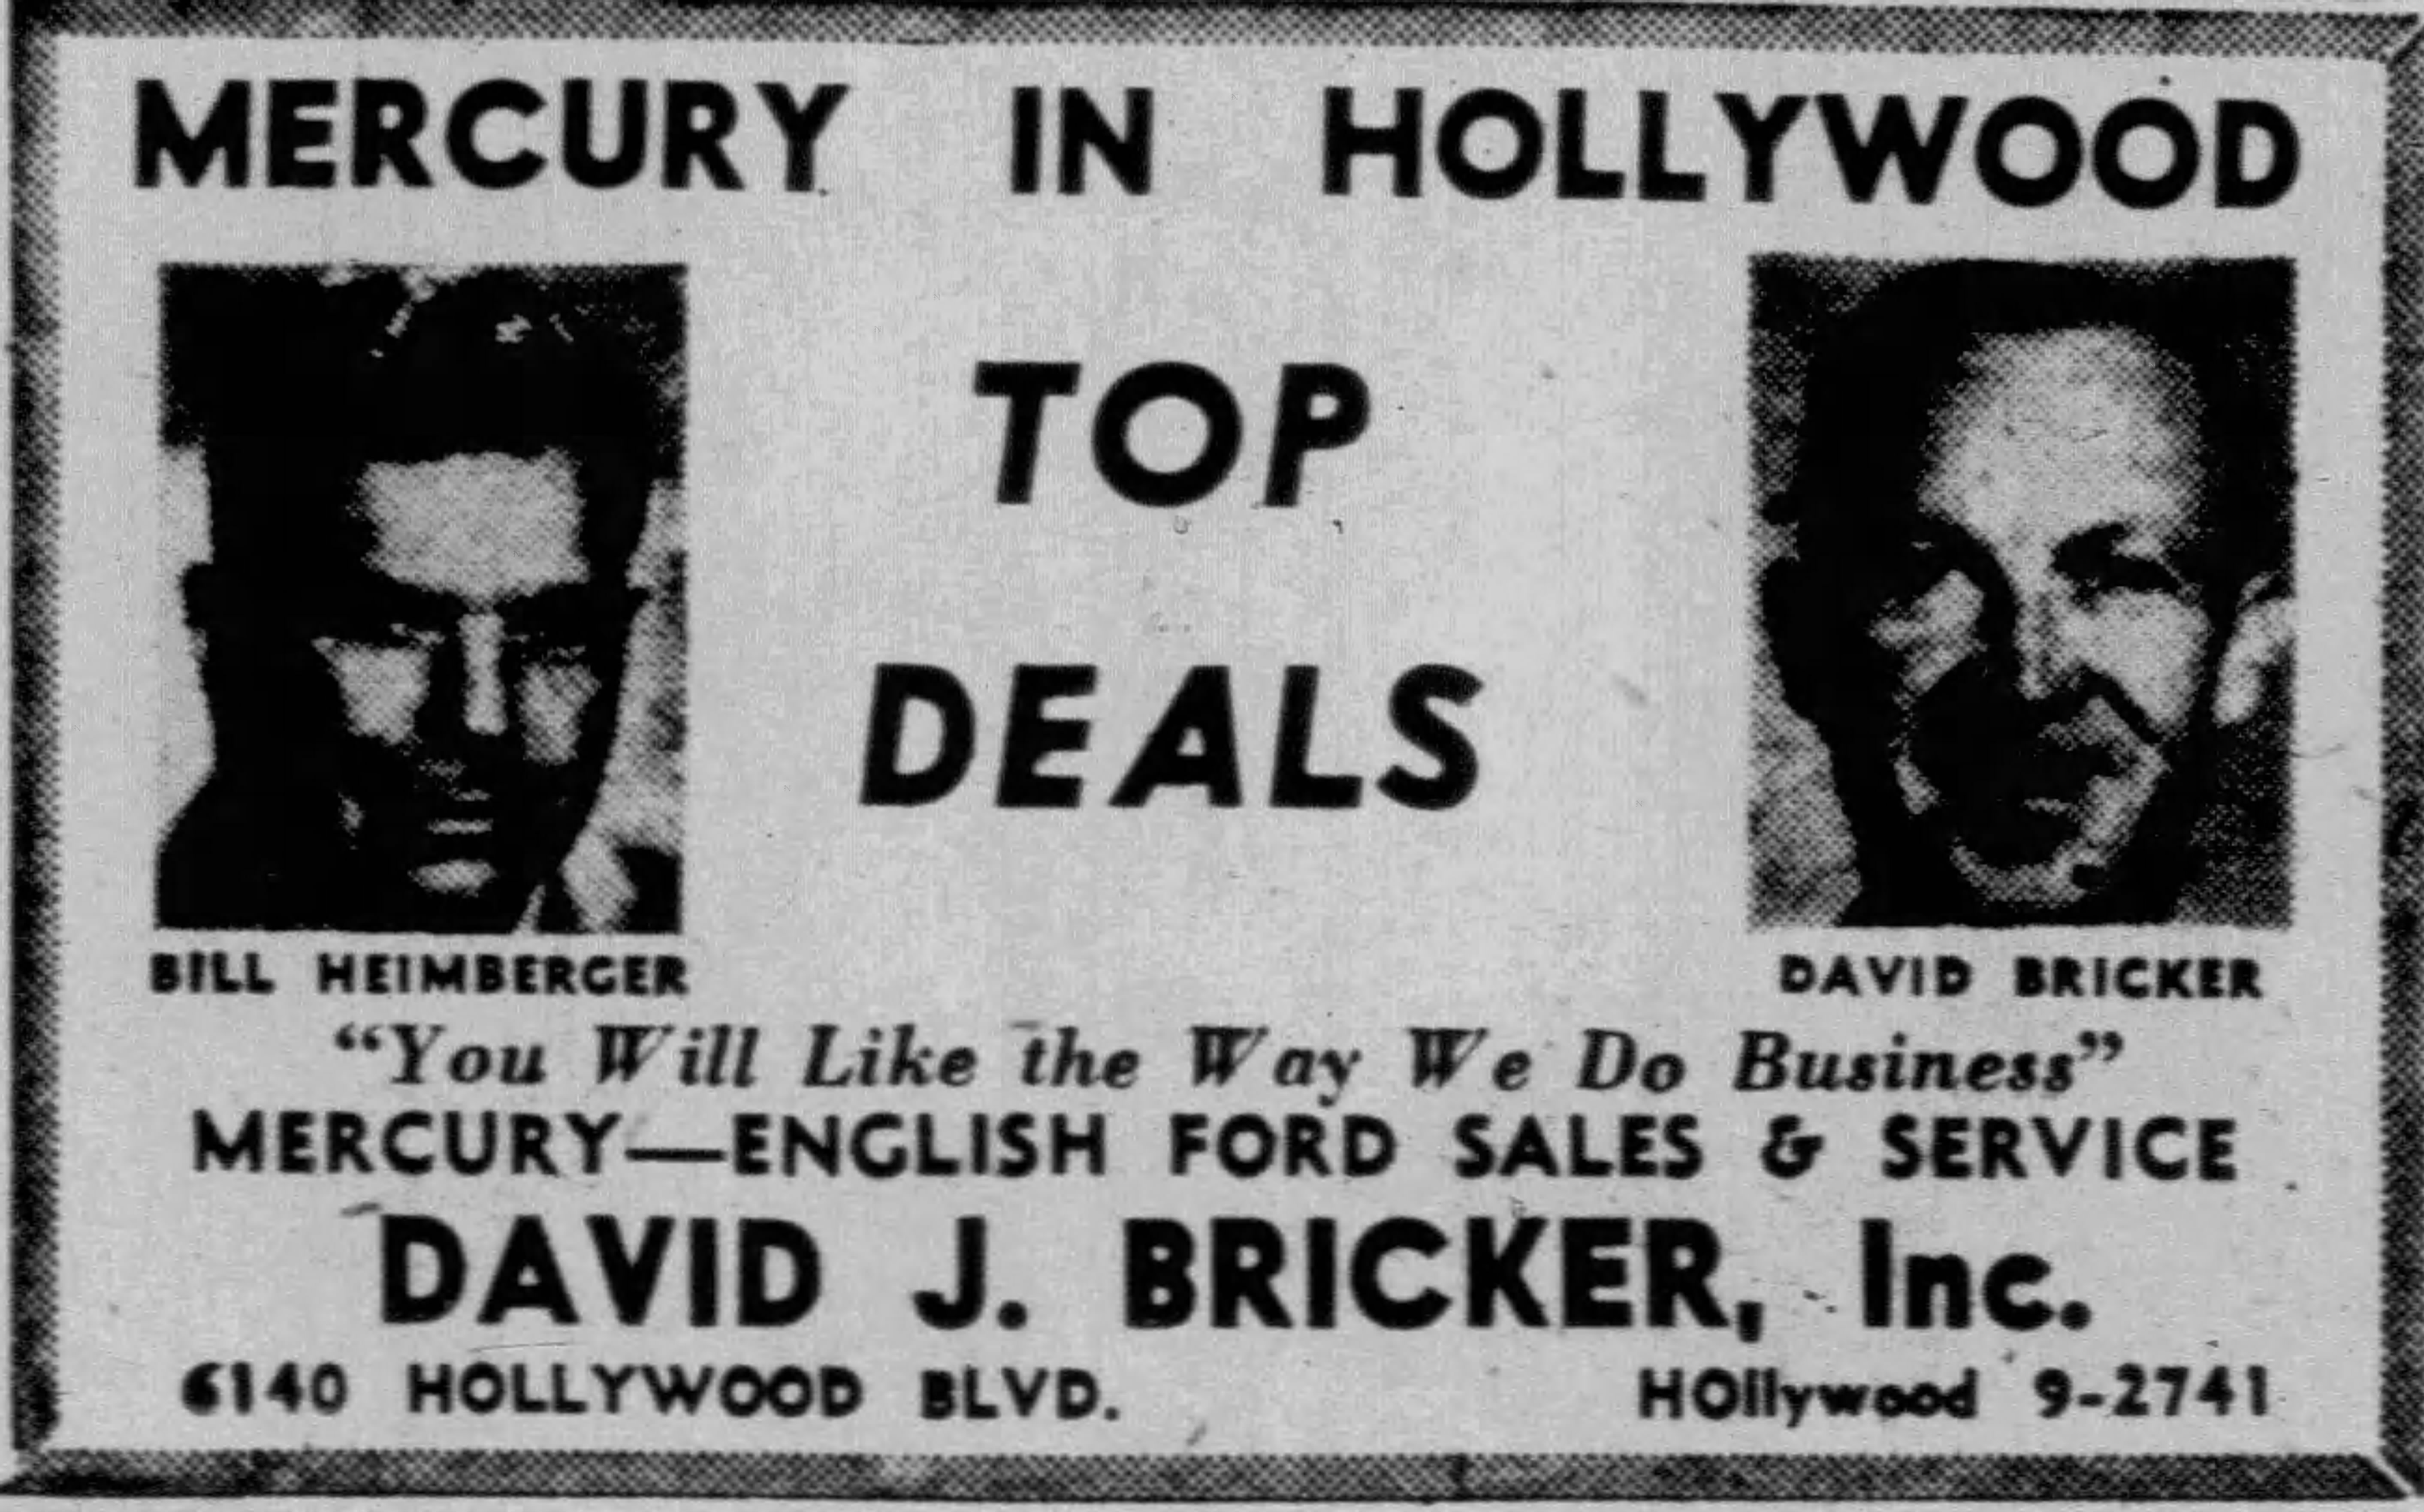 MERCURY IN HOLLYWOOD
TOP
DEALS
BILL HEIMBERGER
DAVID BRICKER
“You Will Like the Way We Do Business”
MERCURY—ENGLISH FORD SALES & SERVICE
DAVID J. BRICKER, Inc.
6140 HOLLYWOOD BLVD.
HOllywood 9-2741